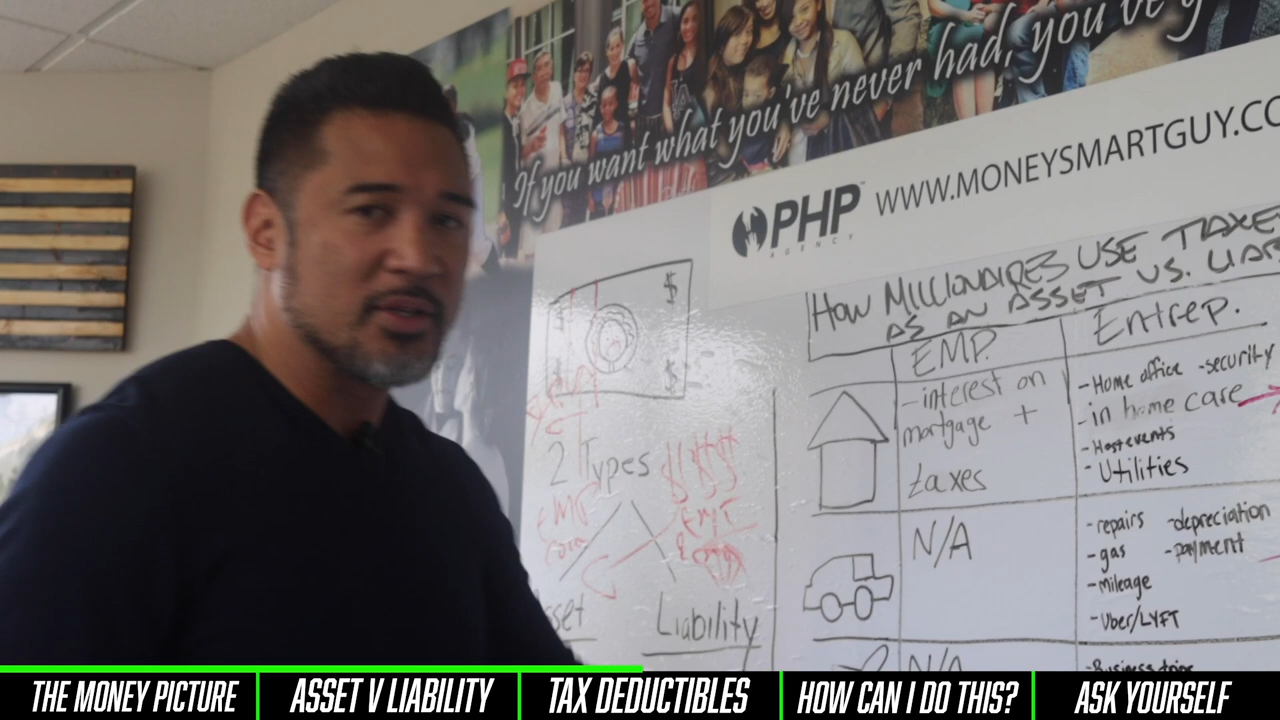 If you want what you've never had, you've g
PHP
AGENCY
WWW.MONEYSMARTGUY.CO
How MILLIONAIRES USE TAXES
AS AN ASSET VS. LIAB
EMP.
Entrep.
-interest on
mortgage +
taxes
-Home office -security
-in home care
-Host events
-Utilities
N/A
-repairs -depreciation
-gas -payment
-mileage
-Uber/LYFT
N/A
-Business trips
$
$
$
$
2 Types
sset
Liability
THE MONEY PICTURE
ASSET V LIABILITY
TAX DEDUCTIBLES
HOW CAN I DO THIS?
ASK YOURSELF